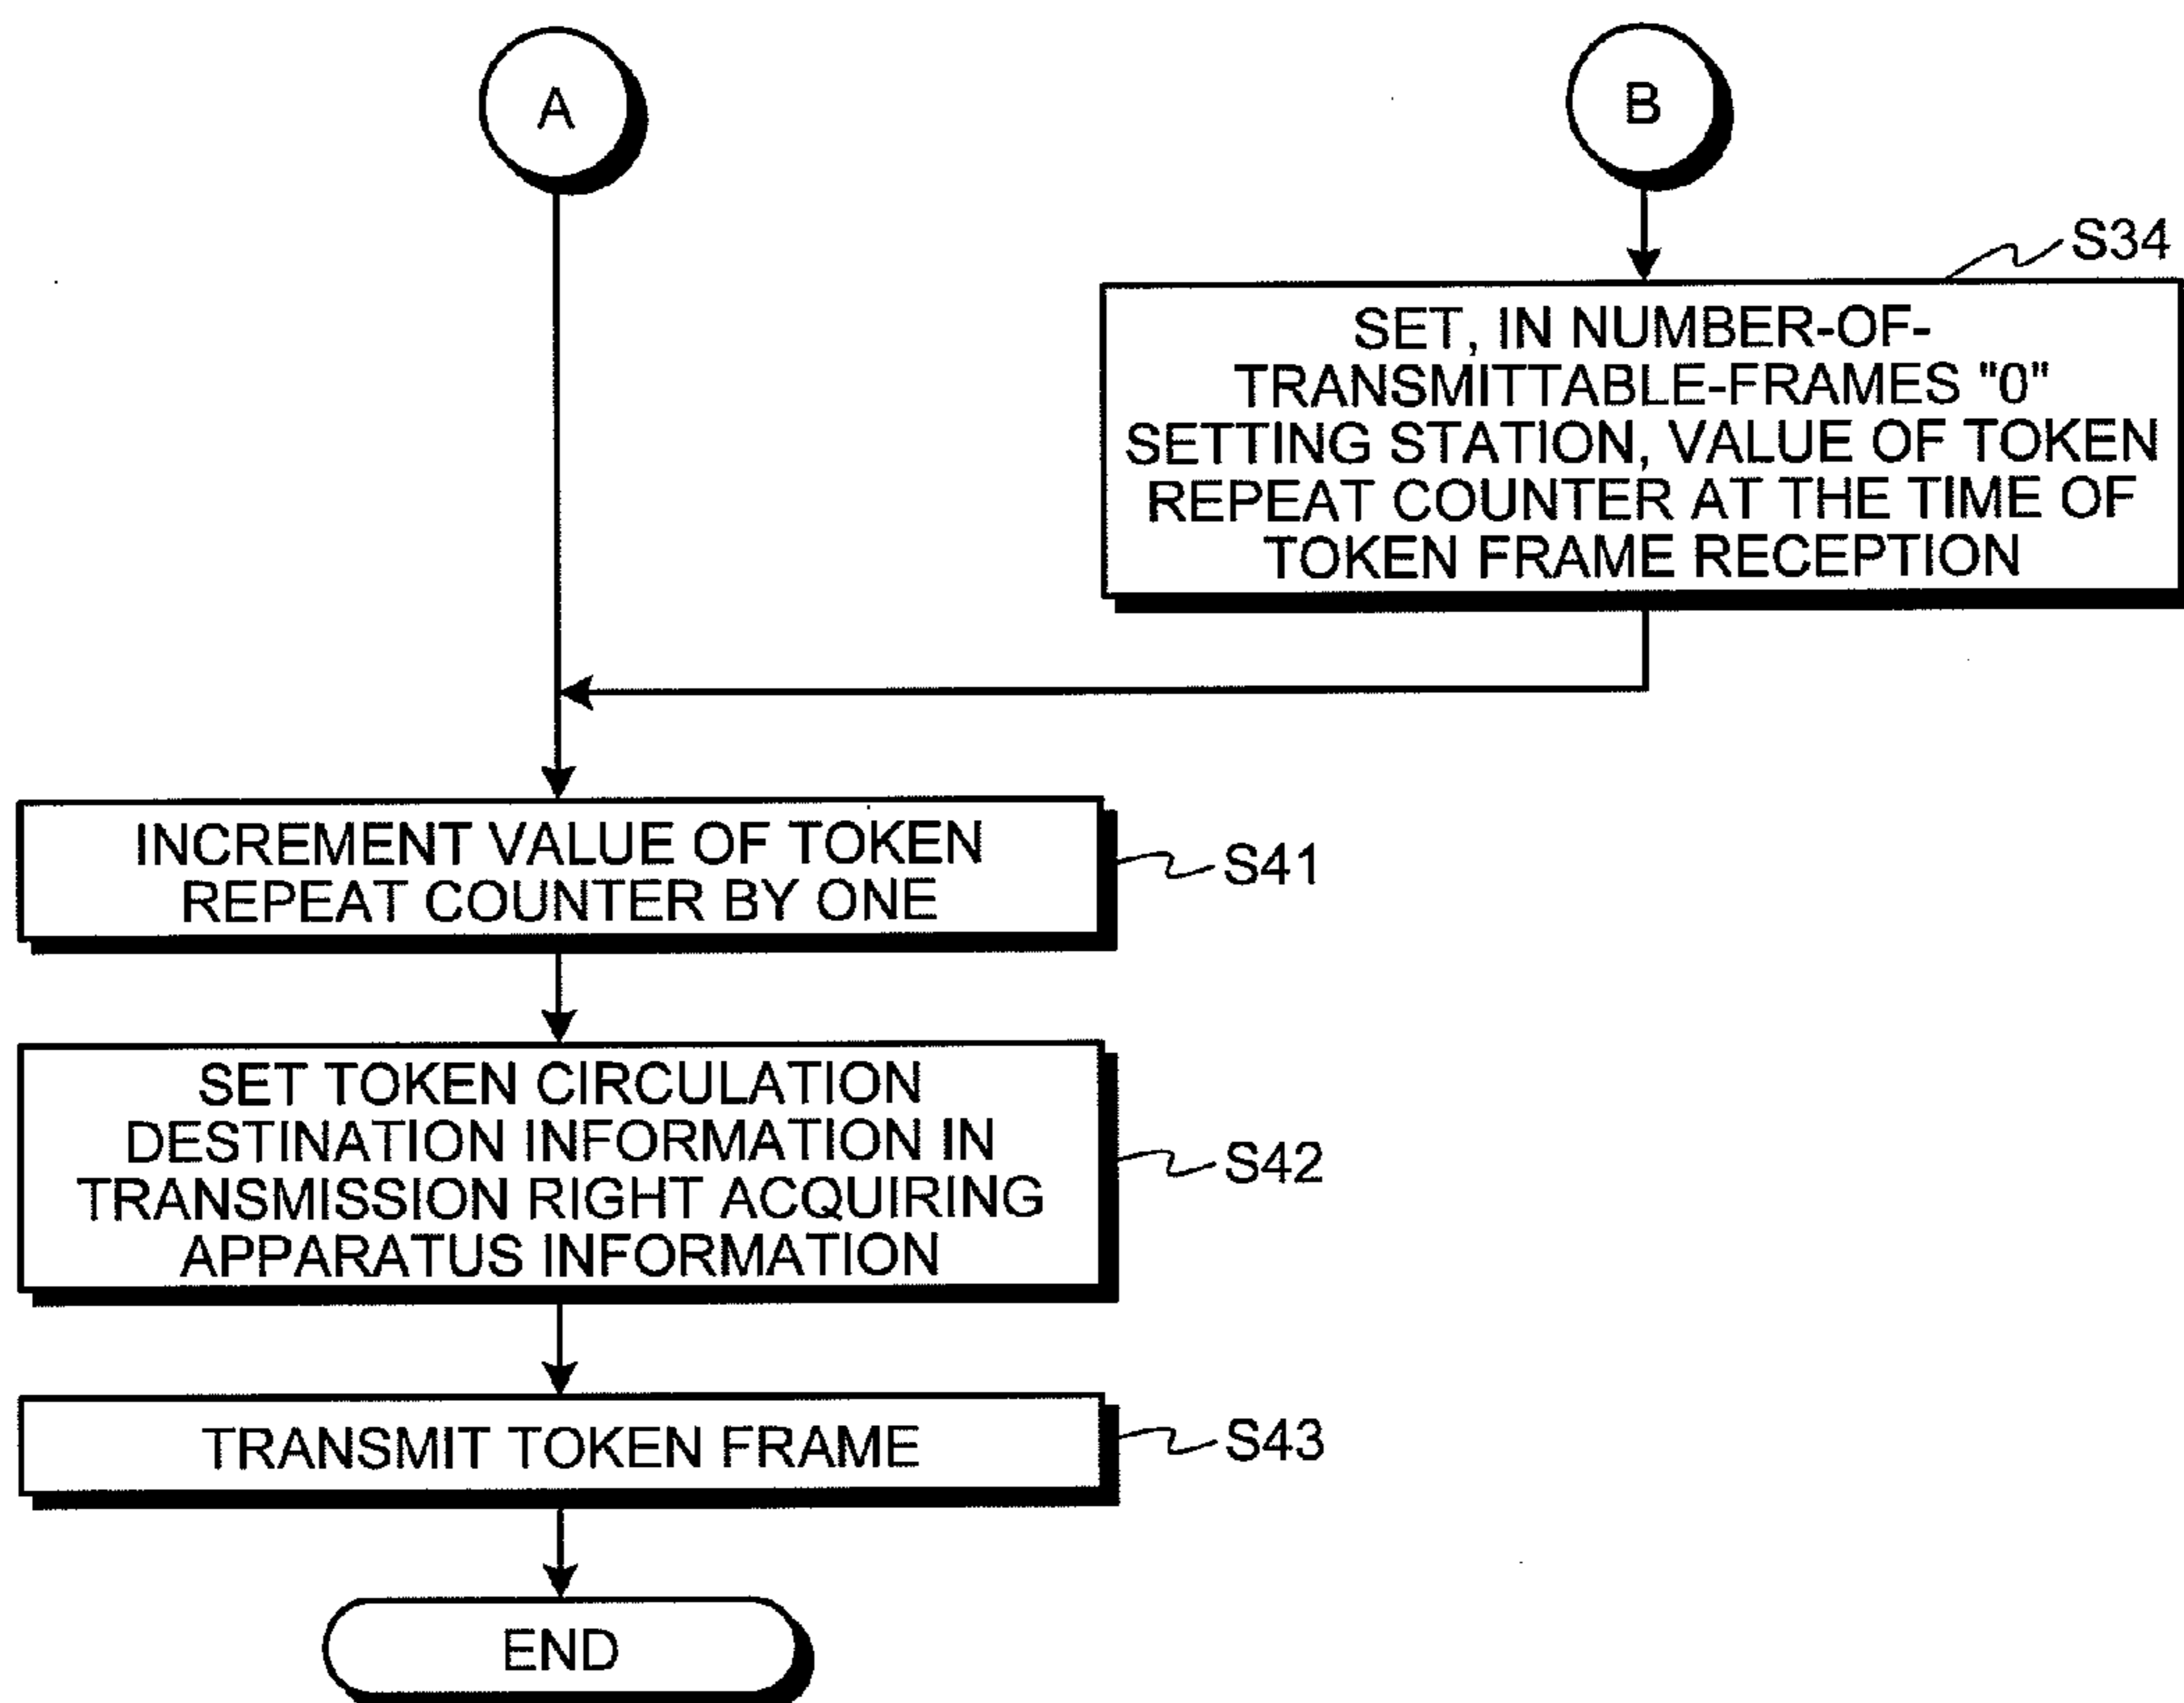 A
B
S34
SET, IN NUMBER-OF-
TRANSMITTABLE-FRAMES "0"
SETTING STATION, VALUE OF TOKEN
REPEAT COUNTER AT THE TIME OF
TOKEN FRAME RECEPTION
INCREMENT VALUE OF TOKEN
REPEAT COUNTER BY ONE
S41
SET TOKEN CIRCULATION
DESTINATION INFORMATION IN
TRANSMISSION RIGHT ACQUIRING
APPARATUS INFORMATION
S42
TRANSMIT TOKEN FRAME
S43
END